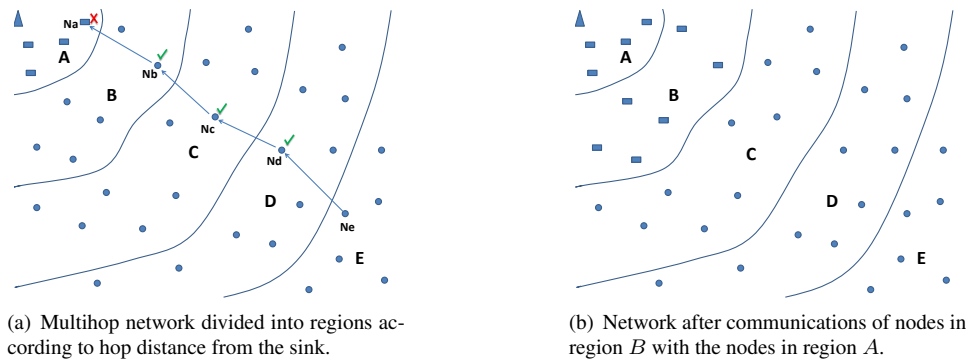 Na
A
B
Nb
Nc
C
Nd
D
Ne
E
A
B
C
D
E
(a) Multihop network divided into regions ac-
cording to hop distance from the sink.
(b) Network after communications of nodes in
region B with the nodes in region A.